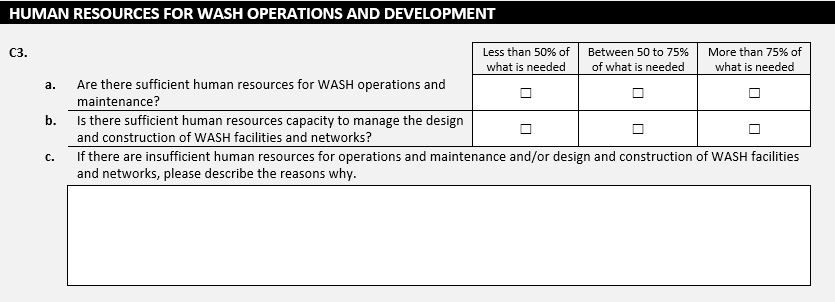 HUMAN RESOURCES FOR WASH OPERATIONS AND DEVELOPMENT
C3.
Less than 50% of
what is needed
Between 50 to 75%
of what is needed
More than 75% of
what is needed
a. Are there sufficient human resources for WASH operations and
maintenance?
☐ ☐ ☐
b. Is there sufficient human resources capacity to manage the design
and construction of WASH facilities and networks?
☐ ☐ ☐
c. If there are insufficient human resources for operations and maintenance and/or design and construction of WASH facilities
and networks, please describe the reasons why.